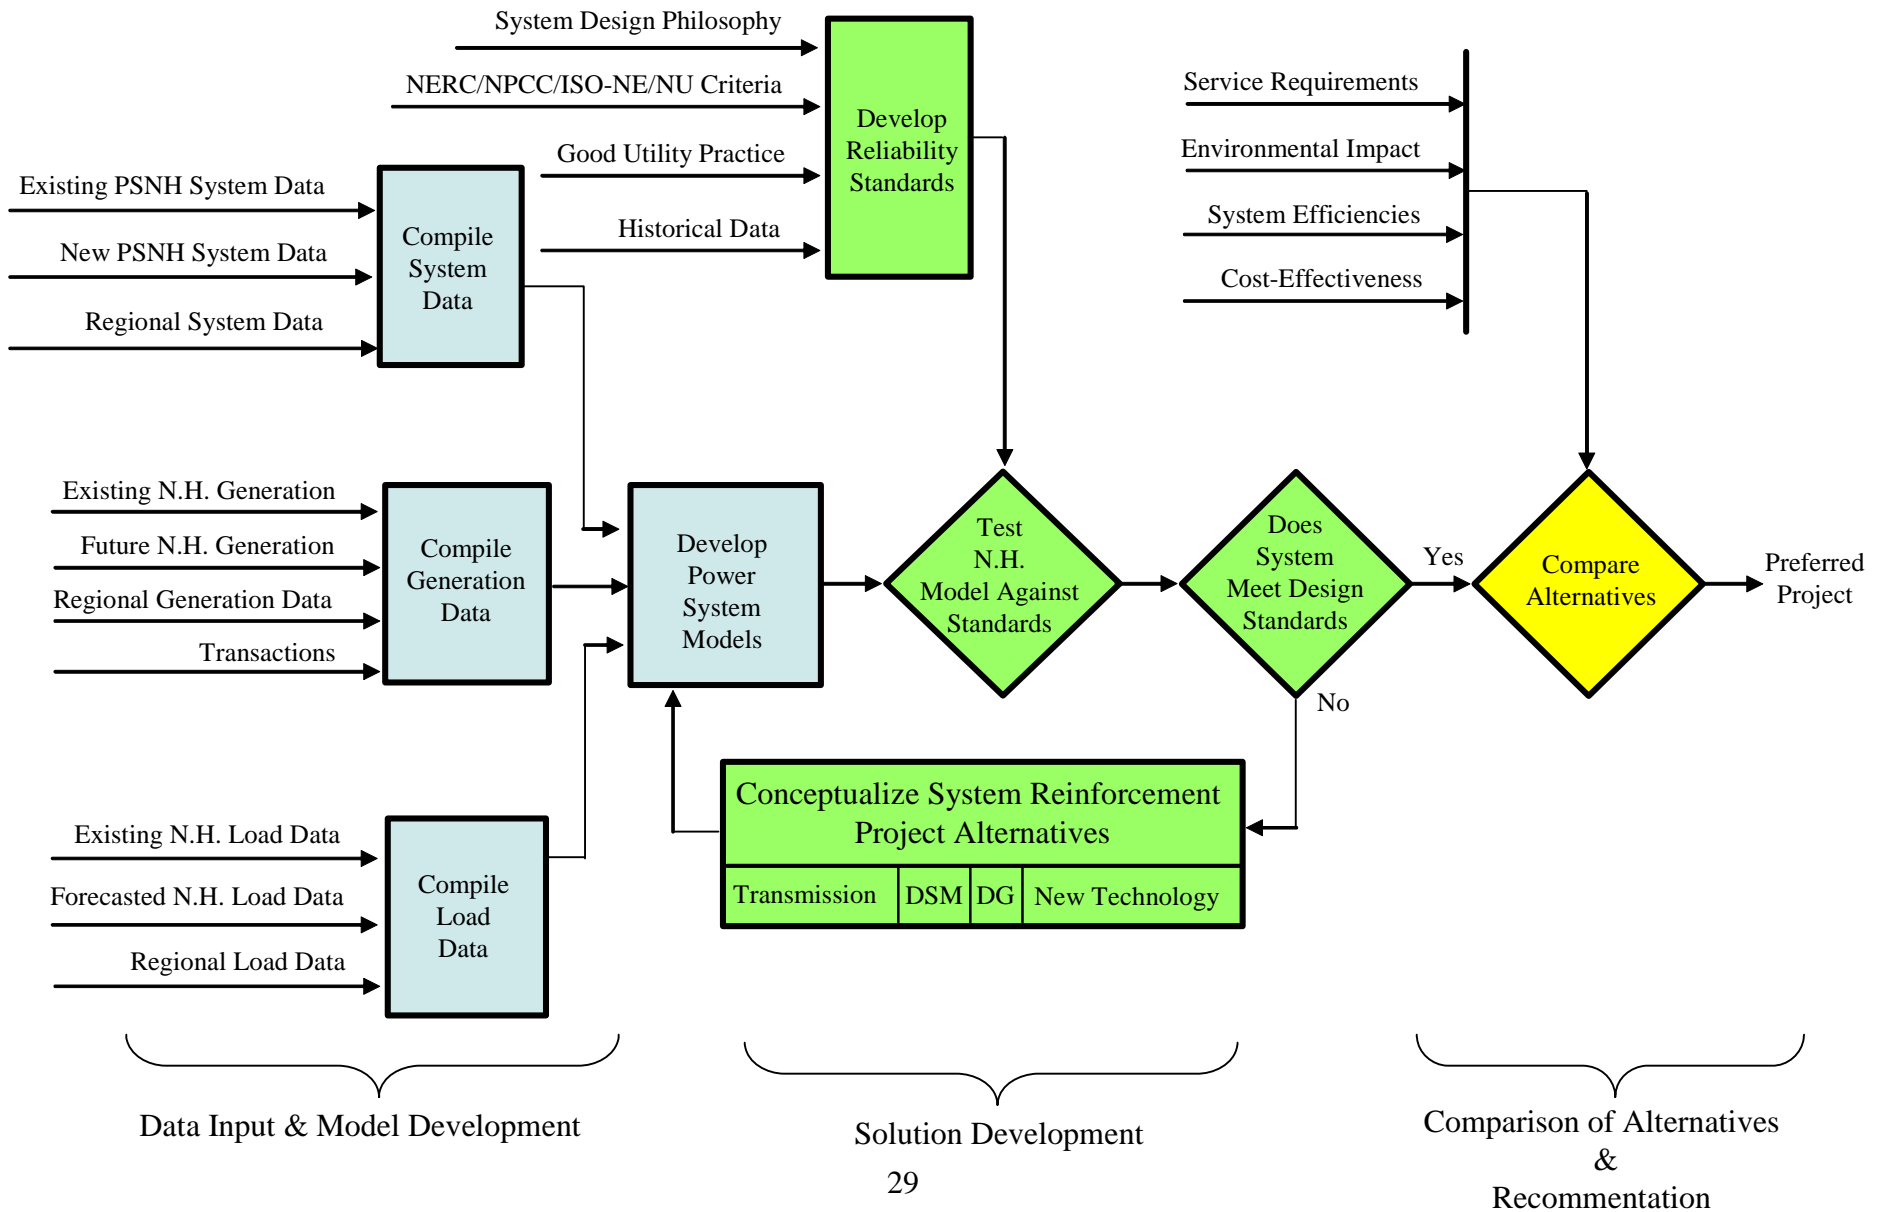 System Design Philosophy
NERC/NPCC/ISO-NE/NU Criteria
Good Utility Practice
Historical Data
Develop
Reliability
Standards
Service Requirements
Environmental Impact
System Efficiencies
Cost-Effectiveness
Existing PSNH System Data
New PSNH System Data
Regional System Data
Compile
System
Data
Existing N.H. Generation
Future N.H. Generation
Regional Generation Data
Transactions
Compile
Generation
Data
Develop
Power
System
Models
Test
N.H.
Model Against
Standards
Does
System
Meet Design
Standards
Yes
No
Compare
Alternatives
Preferred
Project
Conceptualize System Reinforcement
Project Alternatives
Transmission
DSM
DG
New Technology
Existing N.H. Load Data
Forecasted N.H. Load Data
Regional Load Data
Compile
Load
Data
Data Input & Model Development
Solution Development
Comparison of Alternatives
&
Recommentation
29